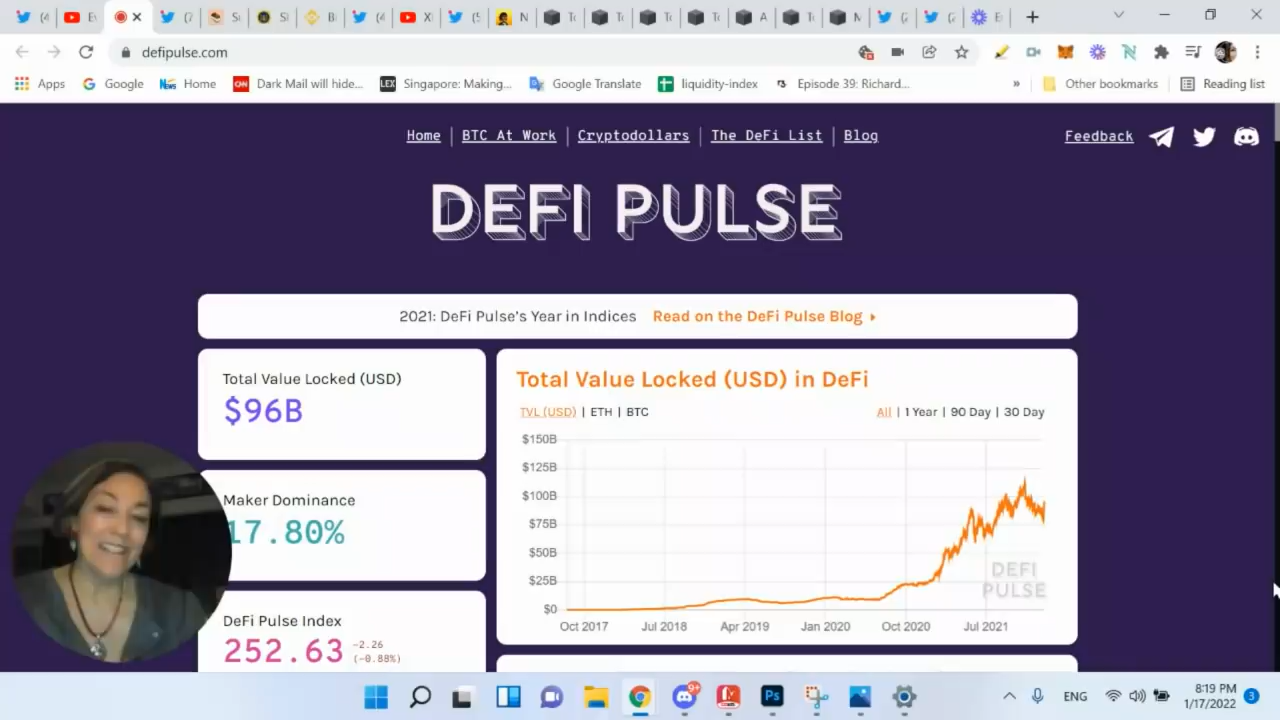 defipulse.com
Apps Google Home Dark Mail will hide... Singapore: Making... Google Translate liquidity-index Episode 39: Richard... » Other bookmarks Reading list
Home | BTC At Work | Cryptodollars | The DeFi List | Blog
Feedback
DEFI PULSE
2021: DeFi Pulse's Year in Indices Read on the DeFi Pulse Blog
Total Value Locked (USD)
$96B
Maker Dominance
17.80%
DeFi Pulse Index
252.63 -2.26
(-0.88%)
Total Value Locked (USD) in DeFi
TVL (USD) | ETH | BTC
All | 1 Year | 90 Day | 30 Day
$150B
$125B
$100B
$75B
$50B
$25B
$0
DEFI
PULSE
Oct 2017 Jul 2018 Apr 2019 Jan 2020 Oct 2020 Jul 2021
9+
Ps
ENG
8:19 PM
1/17/2022
3